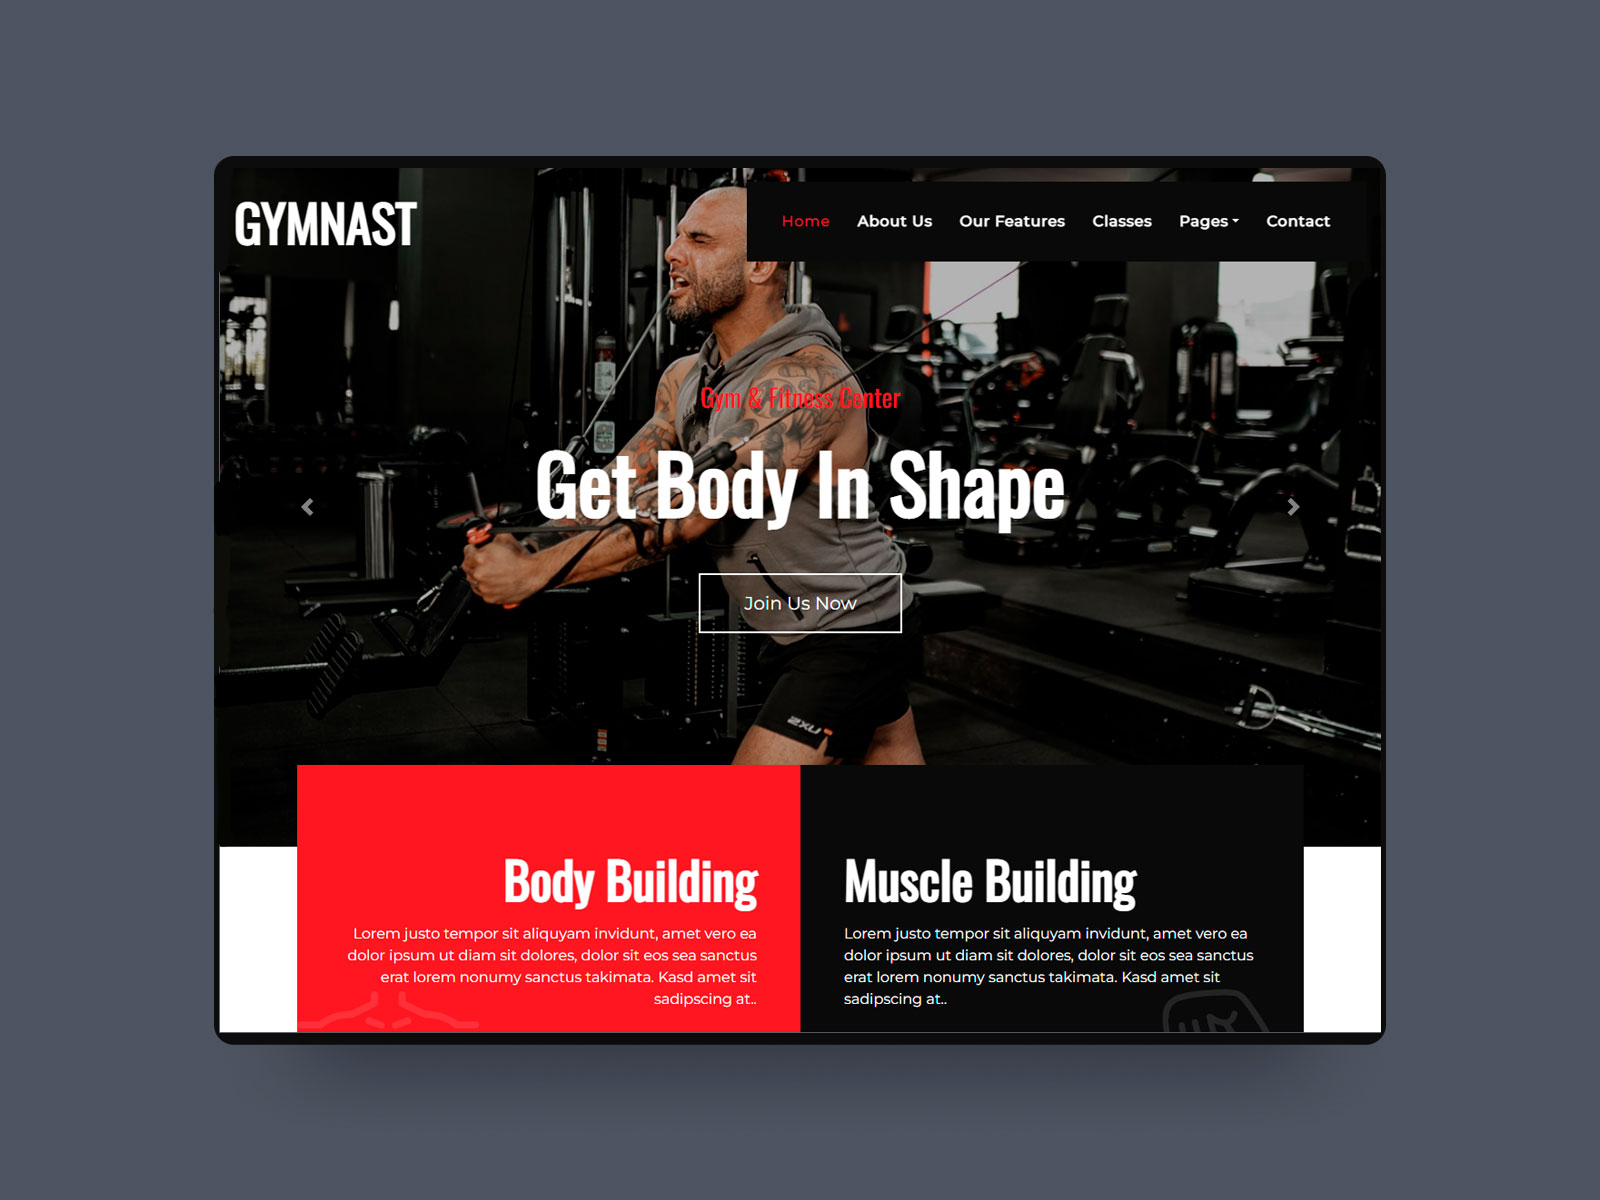 GYMNAST
Home About Us Our Features Classes Pages Contact
Gym & Fitness Center
Get Body In Shape
Join Us Now
2XU
Body Building
Lorem justo tempor sit aliquyam invidunt, amet vero ea
dolor ipsum ut diam sit dolores, dolor sit eos sea sanctus
erat lorem nonumy sanctus takimata. Kasd amet sit
sadipscing at..
Muscle Building
Lorem justo tempor sit aliquyam invidunt, amet vero ea
dolor ipsum ut diam sit dolores, dolor sit eos sea sanctus
erat lorem nonumy sanctus takimata. Kasd amet sit
sadipscing at..